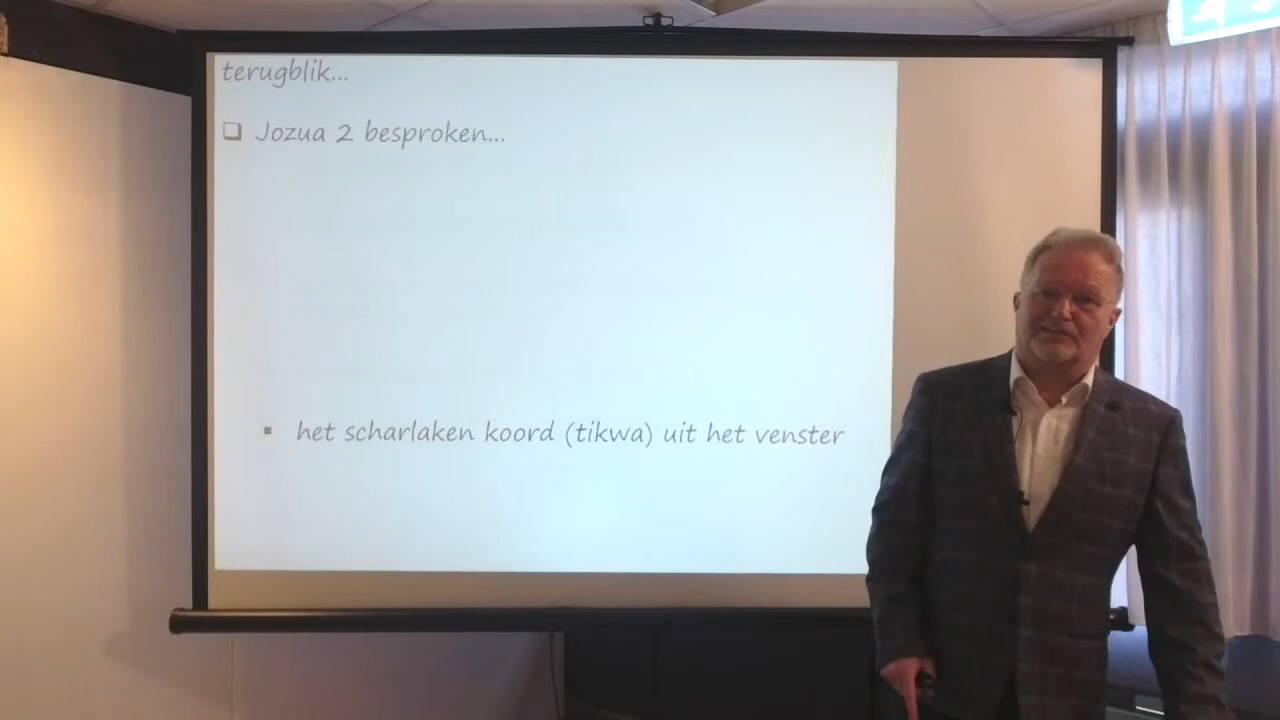 terugblik...
Jozua 2 besproken...
het scharlaken koord (tikwa) uit het venster